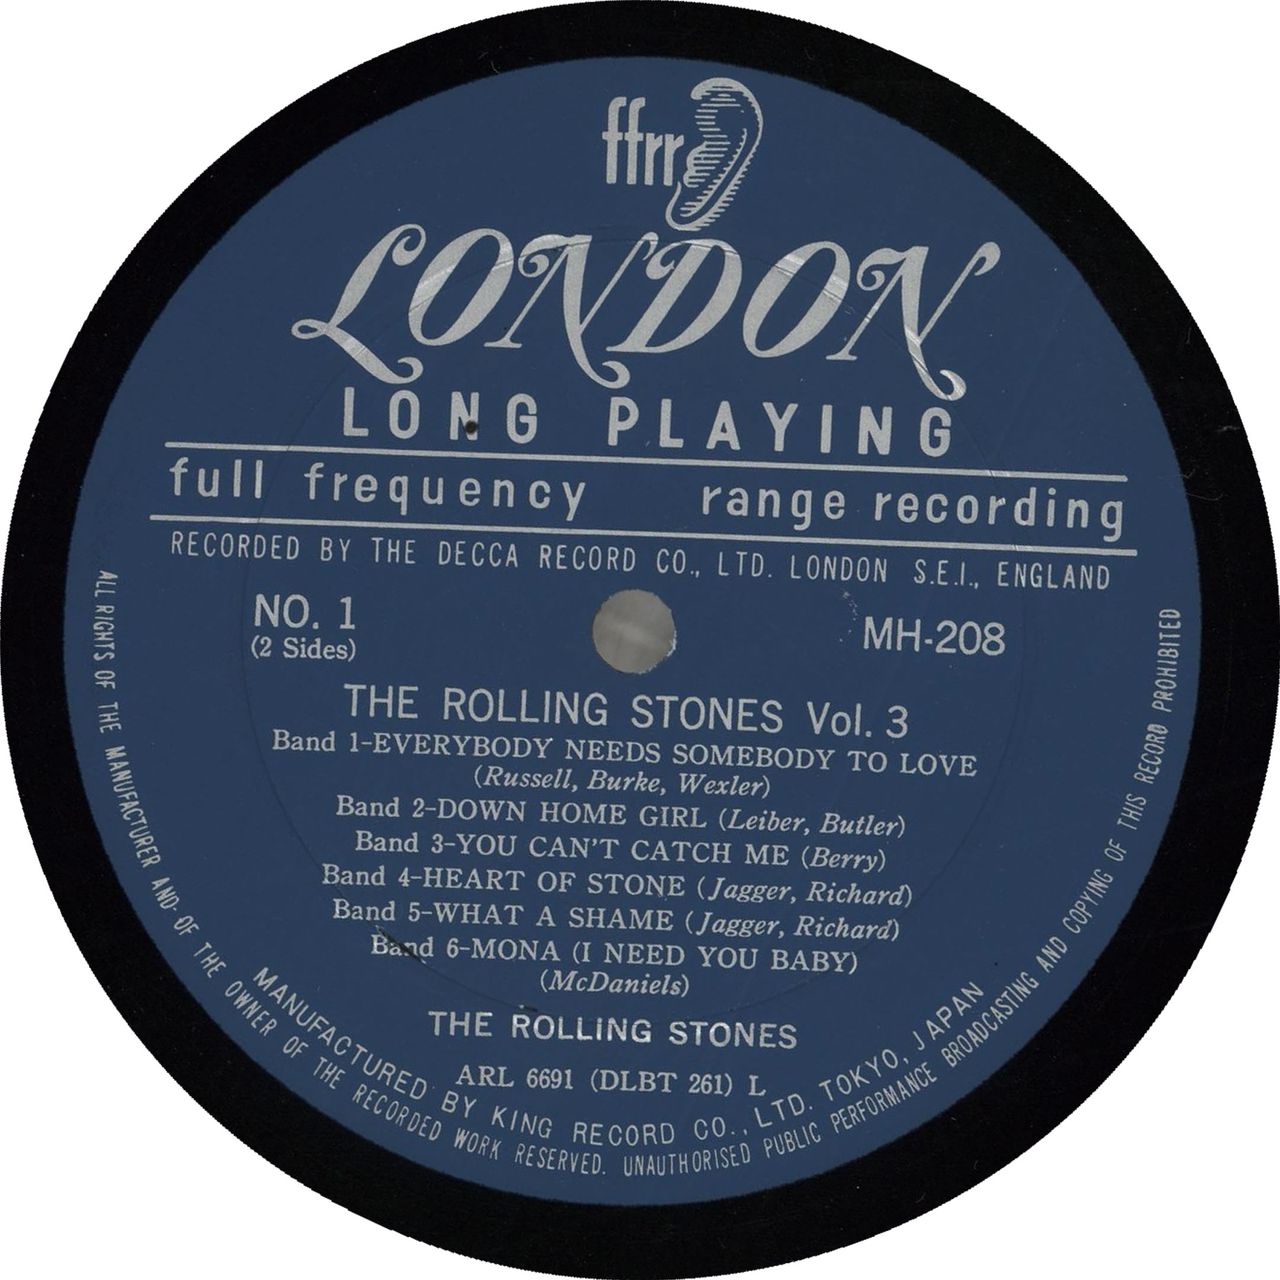 ffrr
LONDON
LONG PLAYING
full frequency range recording
RECORDED BY THE DECCA RECORD CO., LTD. LONDON S.E.I., ENGLAND
NO. 1
(2 Sides)
MH-208
THE ROLLING STONES Vol. 3
Band 1-EVERYBODY NEEDS SOMEBODY TO LOVE
(Russell, Burke, Wexler)
Band 2-DOWN HOME GIRL (Leiber, Butler)
Band 3-YOU CAN'T CATCH ME (Berry)
Band 4-HEART OF STONE (Jagger, Richard)
Band 5-WHAT A SHAME (Jagger, Richard)
Band 6-MONA (I NEED YOU BABY)
(McDaniels)
THE ROLLING STONES
ARL 6691 (DLBT 261) L
MANUFACTURED BY KING RECORD CO., LTD. TOKYO, JAPAN
ALL RIGHTS OF THE MANUFACTURER AND OF THE OWNER OF THE RECORDED WORK RESERVED. UNAUTHORISED PUBLIC PERFORMANCE BROADCASTING AND COPYING OF THIS RECORD PROHIBITED